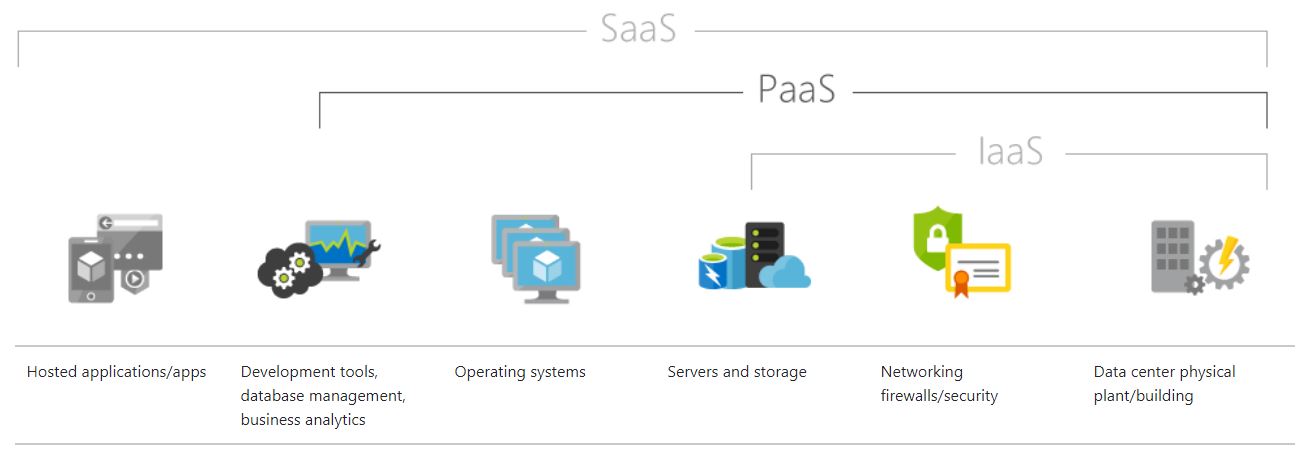 SaaS
PaaS
IaaS
Hosted applications/apps
Development tools,
database management,
business analytics
Operating systems
Servers and storage
Networking
firewalls/security
Data center physical
plant/building